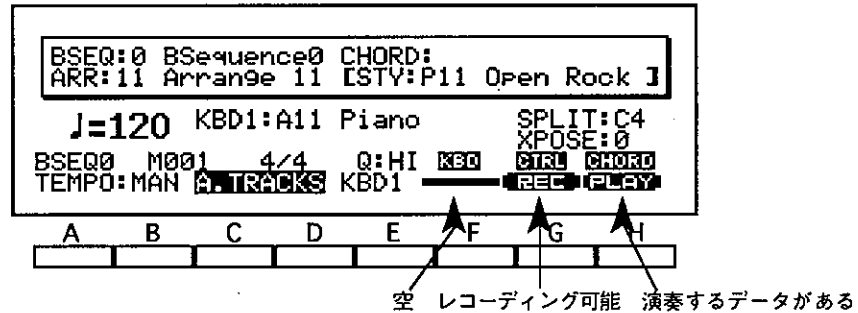 BSEQ:0 BSequence0 CHORD:
ARR:11 Arrange 11 [STY:P11 Open Rock ]
♩=120 KBD1:A11 Piano SPLIT:C4
XPOSE:0
BSEQ0 M001 4/4 Q:HI KBD CTRL CHORD
TEMPO:MAN A.TRACKS KBD1 REC PLAY
A B C D E F G H
空 レコーディング可能 演奏するデータがある